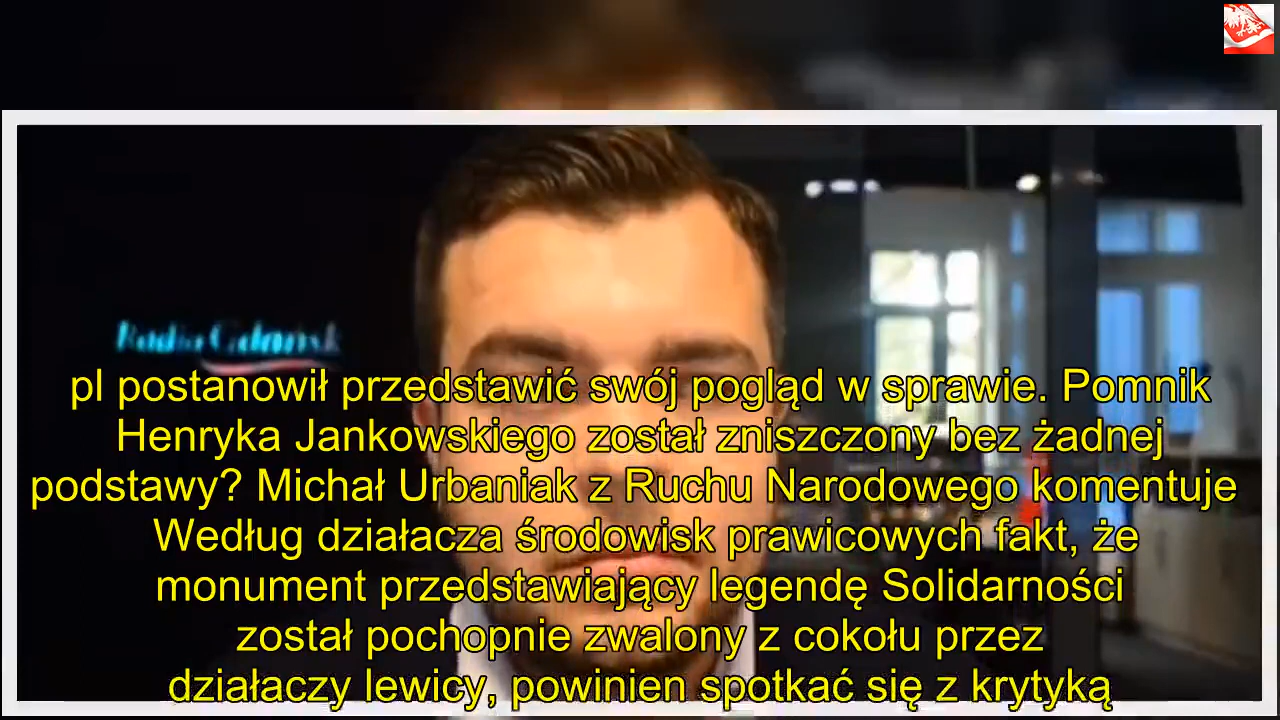 Radio Gdańsk
pl postanowił przedstawić swój pogląd w sprawie. Pomnik
Henryka Jankowskiego został zniszczony bez żadnej
podstawy? Michał Urbaniak z Ruchu Narodowego komentuje
Według działacza środowisk prawicowych fakt, że
monument przedstawiający legendę Solidarności
został pochopnie zwalony z cokołu przez
działaczy lewicy, powinien spotkać się z krytyką